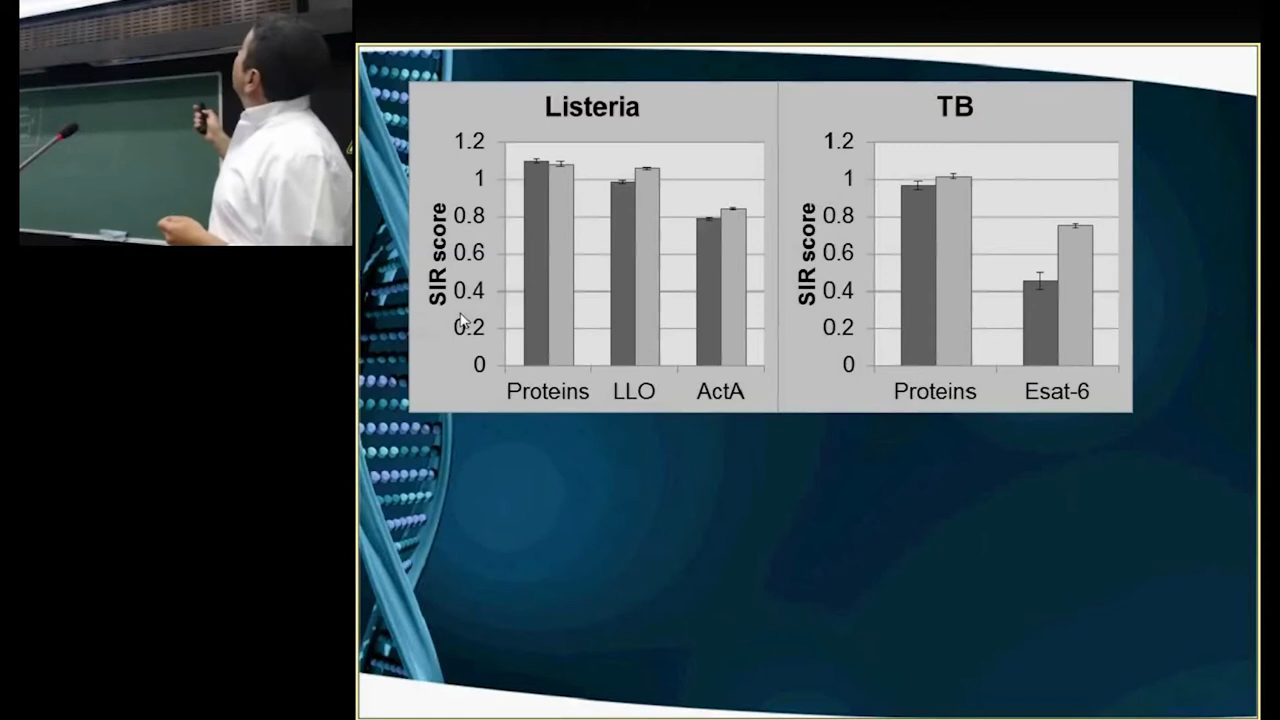 Listeria
SIR score
1.2
1
0.8
0.6
0.4
0.2
0
Proteins LLO ActA
TB
SIR score
1.2
1
0.8
0.6
0.4
0.2
0
Proteins Esat-6